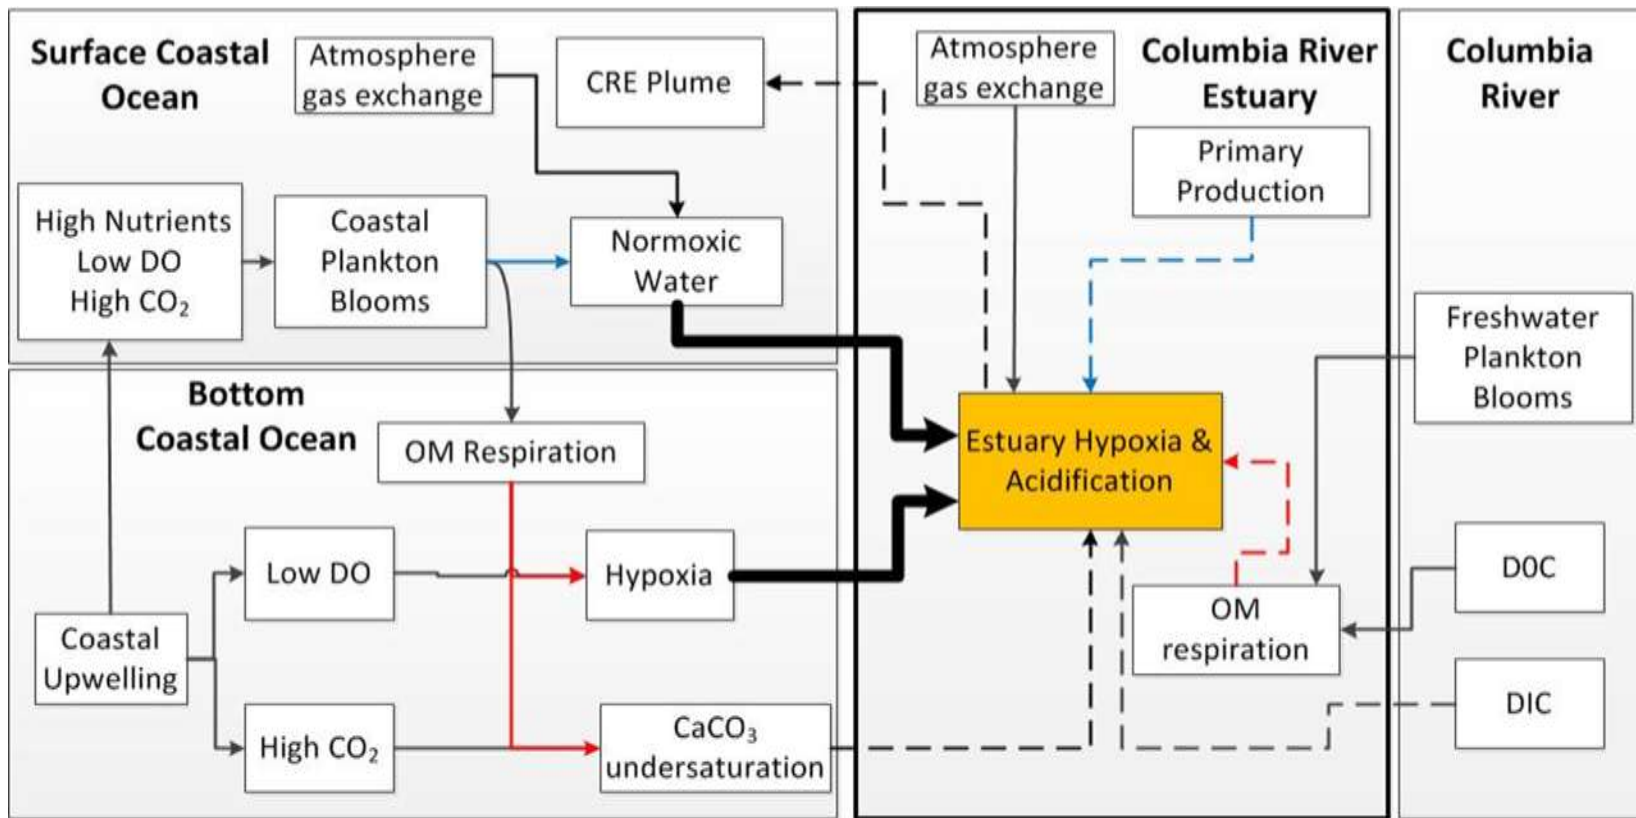 Surface Coastal
Ocean
Atmosphere
gas exchange
CRE Plume
High Nutrients
Low DO
High CO₂
Coastal
Plankton
Blooms
Normoxic
Water
Bottom
Coastal Ocean
OM Respiration
Low DO
Hypoxia
Coastal
Upwelling
High CO₂
CaCO₃
undersaturation
Atmosphere
gas exchange
Columbia River
Estuary
Primary
Production
Estuary Hypoxia &
Acidification
OM
respiration
Columbia
River
Freshwater
Plankton
Blooms
D0C
DIC